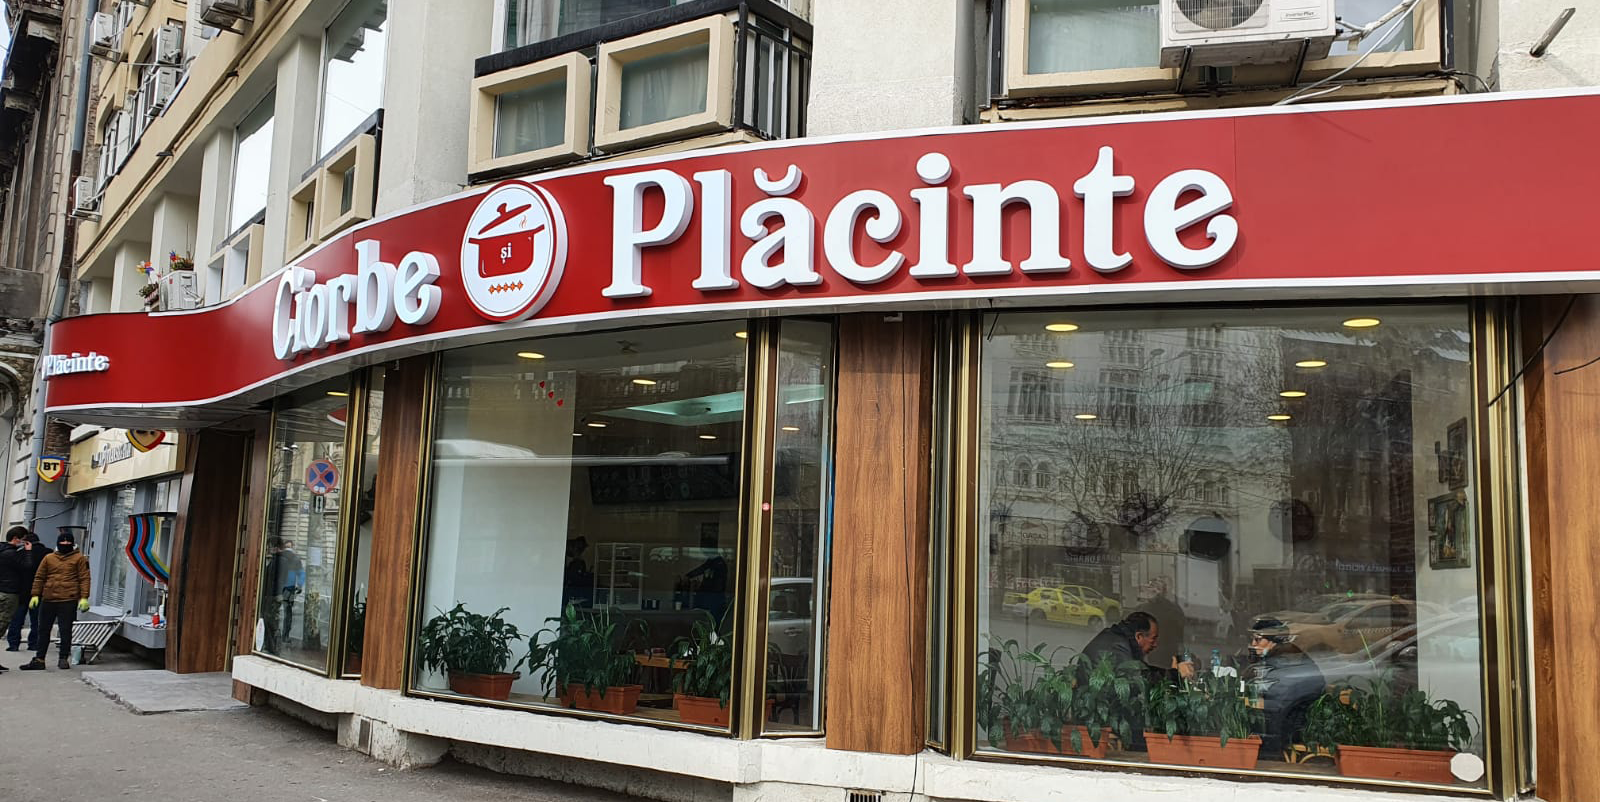 Ciorbe și Plăcinte
Plăcinte
BT